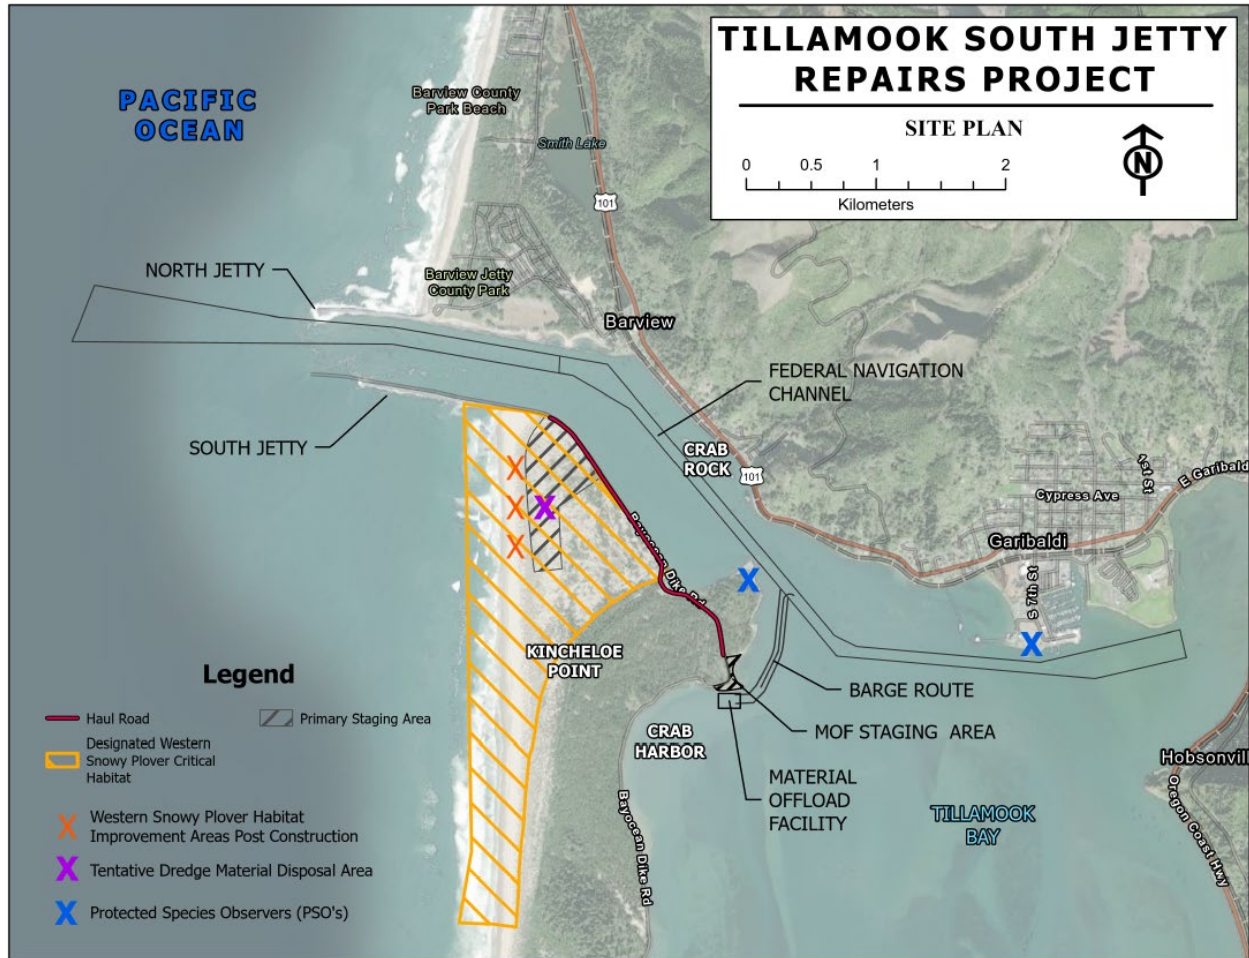 TILLAMOOK SOUTH JETTY
REPAIRS PROJECT
SITE PLAN
0 0.5 1 2
Kilometers
N
PACIFIC
OCEAN
Barview County
Park Beach
Smith Lake
101
NORTH JETTY
Barview Jetty
County Park
Barview
FEDERAL NAVIGATION
CHANNEL
SOUTH JETTY
CRAB
ROCK
101
1st St
E Garibald
Cypress Ave
Garibaldi
S 7th St
Bayocean Dike Rd
KINCHELOE
POINT
BARGE ROUTE
MOF STAGING AREA
CRAB
HARBOR
MATERIAL
OFFLOAD
FACILITY
TILLAMOOK
BAY
Hobsonvill
Oregon Coast Hwy
Bayocean Dike Rd
Legend
Haul Road
Primary Staging Area
Designated Western
Snowy Plover Critical
Habitat
X Western Snowy Plover Habitat
Improvement Areas Post Construction
X Tentative Dredge Material Disposal Area
X Protected Species Observers (PSO's)